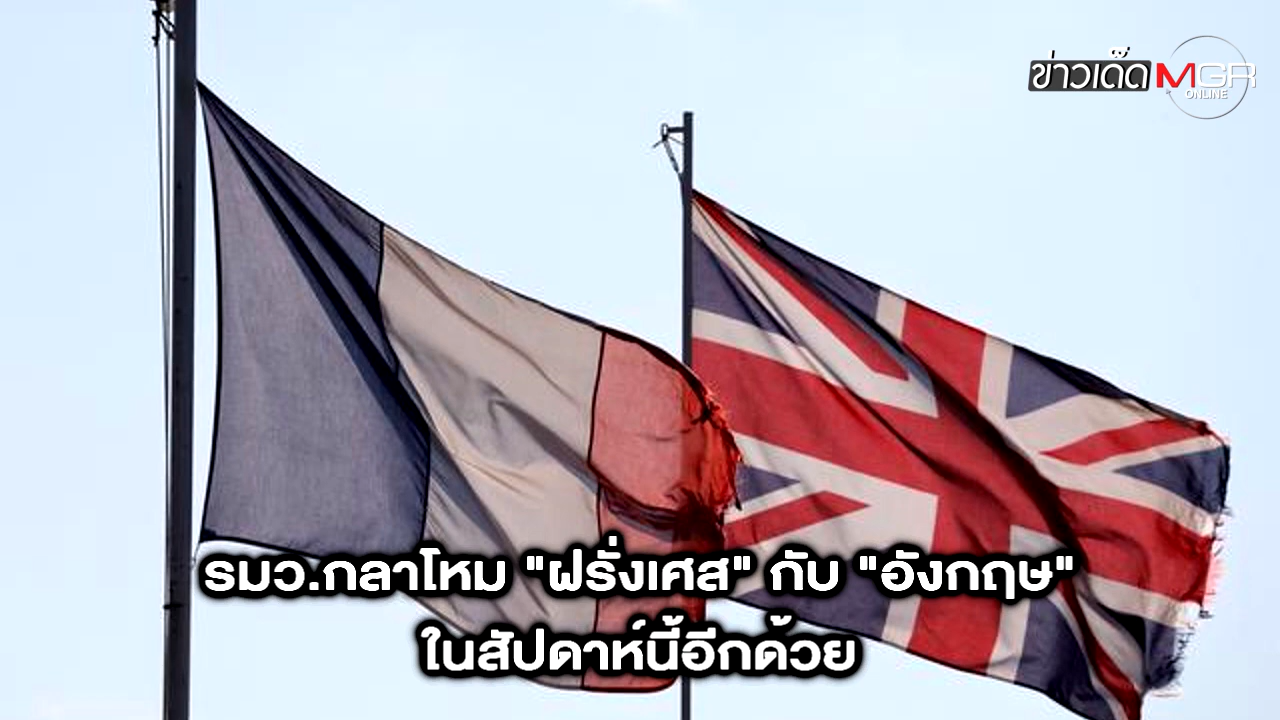 ข่าวเด็ด MGR
ONLINE
รมว.กลาโหม "ฝรั่งเศส" กับ "อังกฤษ"
ในสัปดาห์นี้อีกด้วย